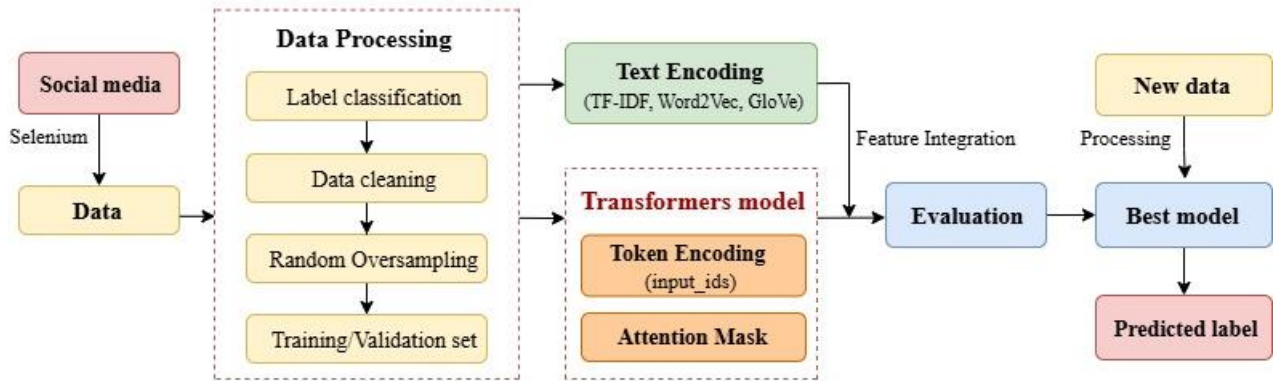 Social media
Selenium
Data
Data Processing
Label classification
Data cleaning
Random Oversampling
Training/Validation set
Text Encoding
(TF-IDF, Word2Vec, GloVe)
Transformers model
Token Encoding
(input_ids)
Attention Mask
Feature Integration
Evaluation
New data
Processing
Best model
Predicted label